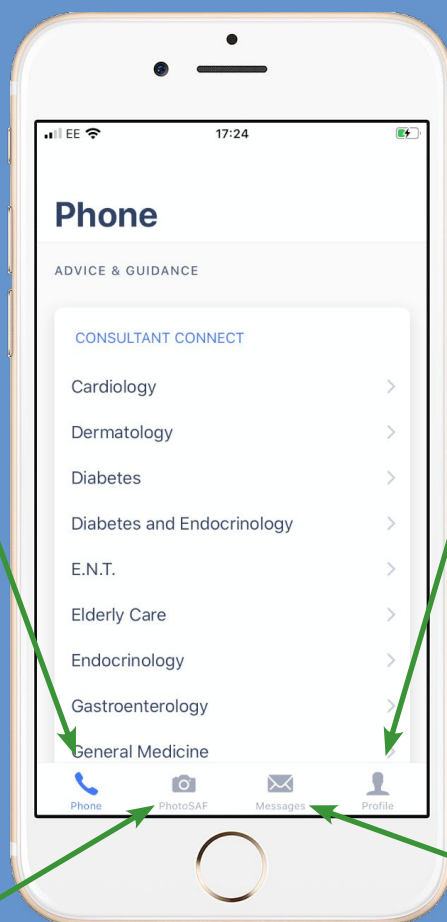 EE 17:24
Phone
ADVICE & GUIDANCE
CONSULTANT CONNECT
Cardiology
Dermatology
Diabetes
Diabetes and Endocrinology
E.N.T.
Elderly Care
Endocrinology
Gastroenterology
General Medicine
Phone PhotoSAF Messages Profile